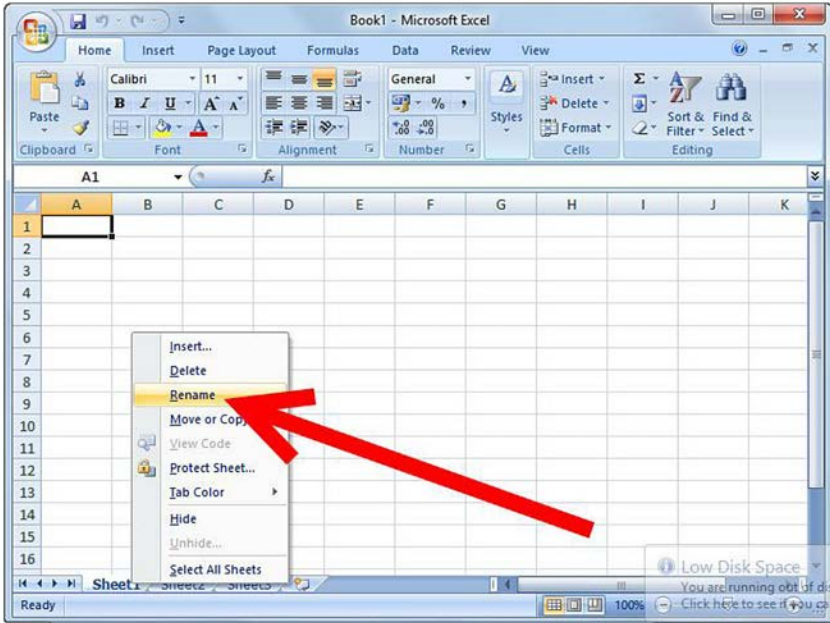 Book1 - Microsoft Excel
Home Insert Page Layout Formulas Data Review View
Calibri 11 General Insert Σ
B I U A A % , Delete
Paste Styles Format Sort & Filter Find & Select
Clipboard Font Alignment Number Cells Editing
A1 fx
A B C D E F G H I J K
1
2
3
4
5
6
7
8
9
10
11
12
13
14
15
16
Insert...
Delete
Rename
Move or Copy
View Code
Protect Sheet...
Tab Color
Hide
Unhide...
Select All Sheets
Sheet1 Sheet2 Sheet3
Low Disk Space
You are running out of
Click here to see if you
Ready 100%